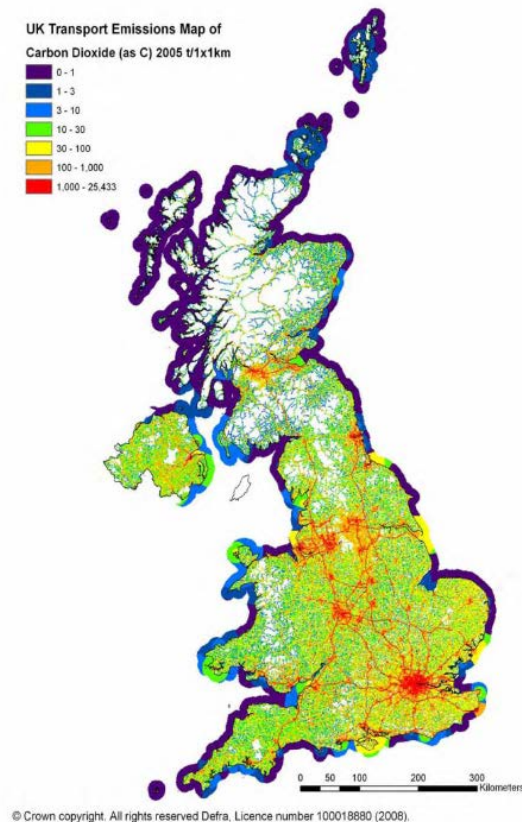 UK Transport Emissions Map of
Carbon Dioxide (as C) 2005 t/1x1km
0 - 1
1 - 3
3 - 10
10 - 30
30 - 100
100 - 1,000
1,000 - 25,433
0 50 100 200 300
Kilometers
© Crown copyright. All rights reserved Defra, Licence number 100018880 (2008).